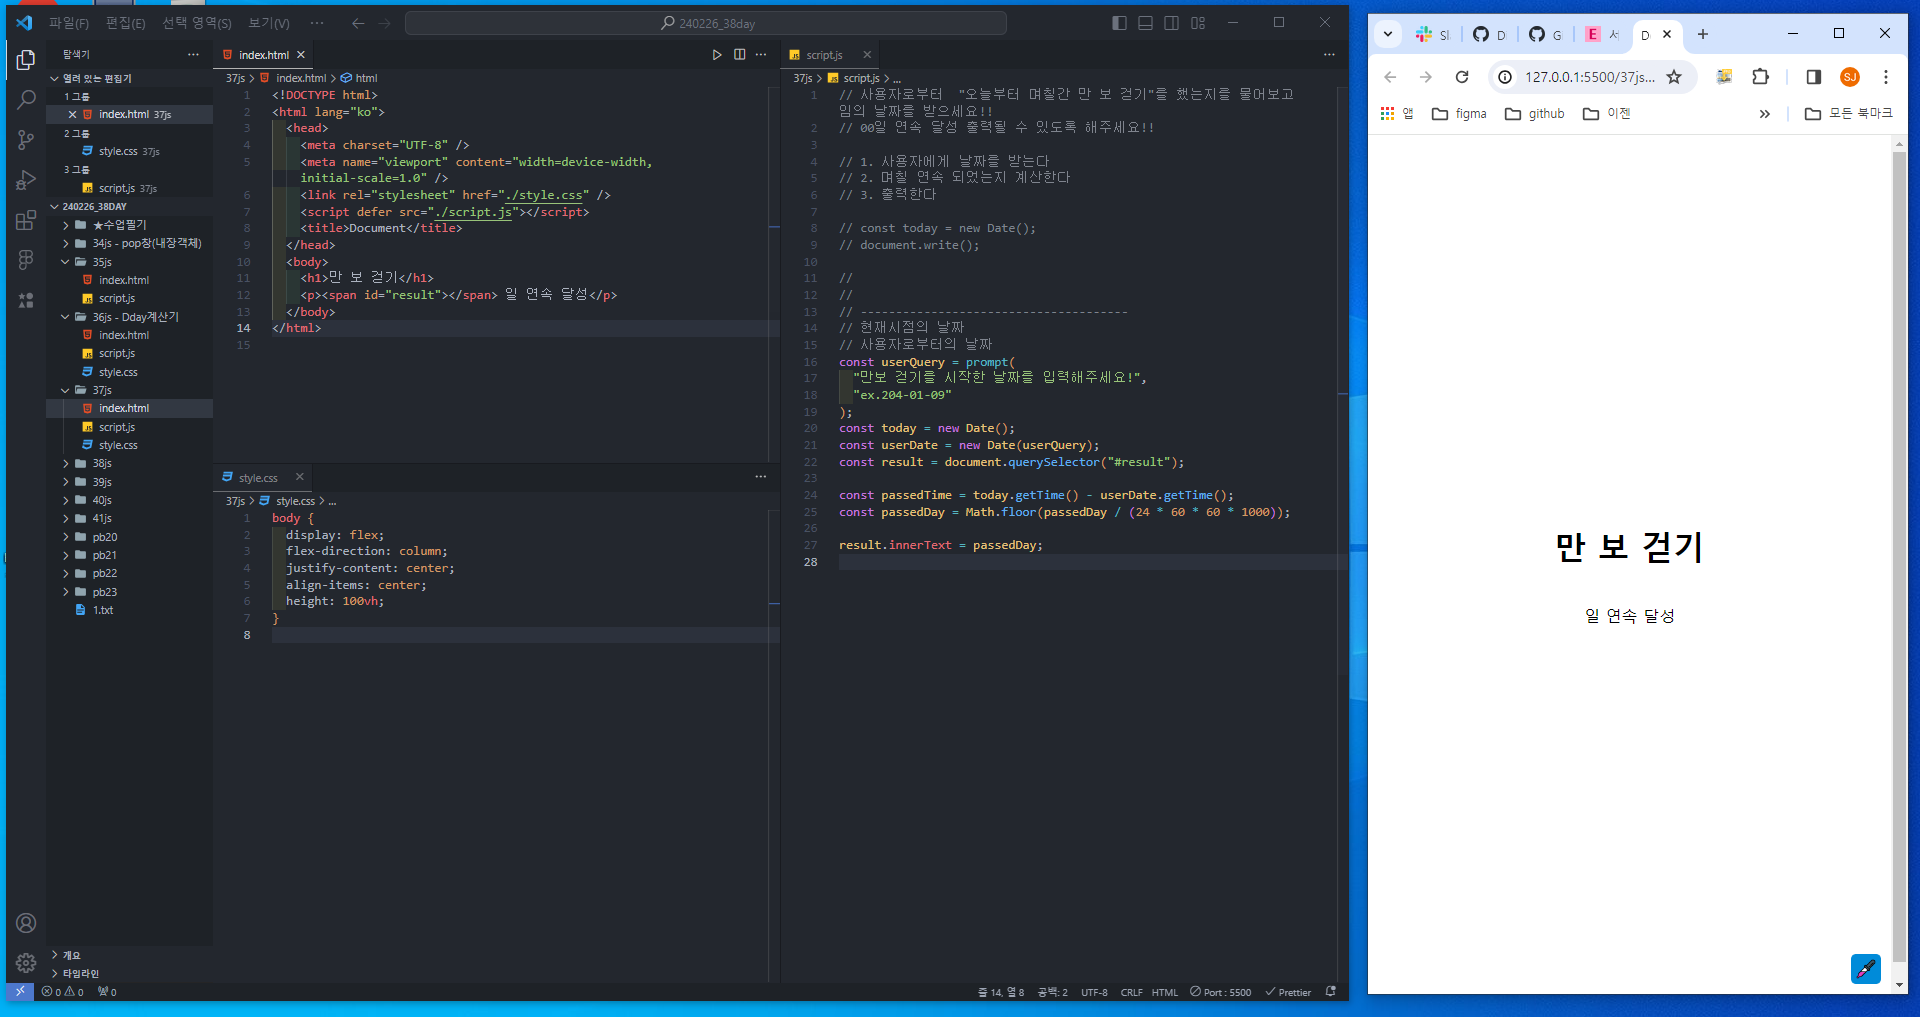 파일(F) 편집(E) 선택 영역(S) 보기(V) ··· 240226_38day
탐색기 ···
열려 있는 편집기
1 그룹
index.html 37js
2 그룹
style.css 37js
3 그룹
script.js 37js
240226_38DAY
★수업필기
34js - pop창(내장객체)
35js
index.html
script.js
36js - Dday계산기
index.html
script.js
style.css
37js
index.html
script.js
style.css
38js
39js
40js
41js
pb20
pb21
pb22
pb23
1.txt
개요
타임라인
index.html
37js > index.html > html
1 <!DOCTYPE html>
2 <html lang="ko">
3 <head>
4 <meta charset="UTF-8" />
5 <meta name="viewport" content="width=device-width,
initial-scale=1.0" />
6 <link rel="stylesheet" href="./style.css" />
7 <script defer src="./script.js"></script>
8 <title>Document</title>
9 </head>
10 <body>
11 <h1>만 보 걷기</h1>
12 <p><span id="result"></span> 일 연속 달성</p>
13 </body>
14 </html>
15
style.css
37js > style.css > ...
1 body {
2 display: flex;
3 flex-direction: column;
4 justify-content: center;
5 align-items: center;
6 height: 100vh;
7 }
8
script.js
37js > script.js > ...
1 // 사용자로부터 "오늘부터 며칠간 만 보 걷기"를 했는지를 물어보고
임의 날짜를 받으세요!!
2 // 00일 연속 달성 출력될 수 있도록 해주세요!!
3
4 // 1. 사용자에게 날짜를 받는다
5 // 2. 며칠 연속 되었는지 계산한다
6 // 3. 출력한다
7
8 // const today = new Date();
9 // document.write();
10
11 //
12 //
13 // --------------------------------------
14 // 현재시점의 날짜
15 // 사용자로부터의 날짜
16 const userQuery = prompt(
17 "만보 걷기를 시작한 날짜를 입력해주세요!",
18 "ex.204-01-09"
19 );
20 const today = new Date();
21 const userDate = new Date(userQuery);
22 const result = document.querySelector("#result");
23
24 const passedTime = today.getTime() - userDate.getTime();
25 const passedDay = Math.floor(passedDay / (24 * 60 * 60 * 1000));
26
27 result.innerText = passedDay;
28
0 0 0 줄 14, 열 8 공백: 2 UTF-8 CRLF HTML Port : 5500 Prettier
Sl D G E 서 D
127.0.0.1:5500/37js... SJ
앱 figma github 이젠 » 모든 북마크
만 보 걷기
일 연속 달성